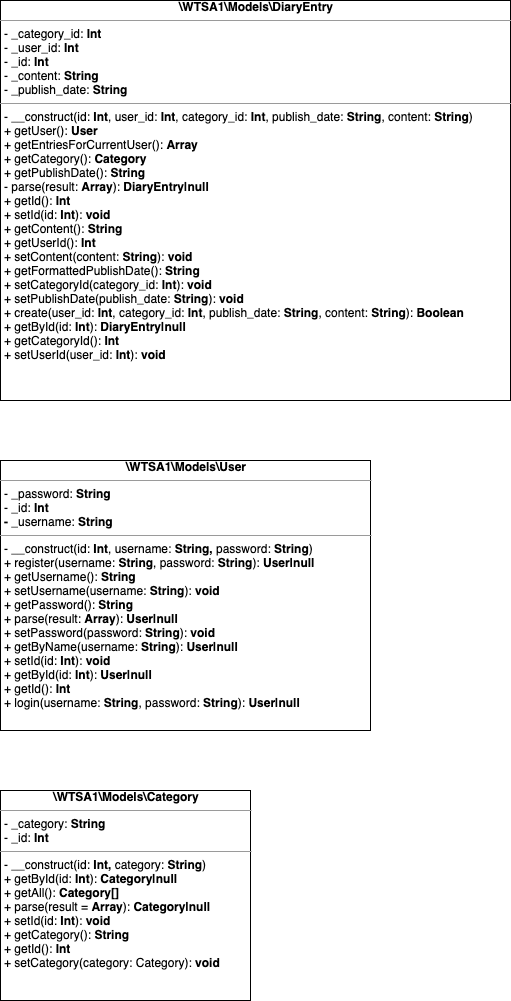 \WTSA1\Models\DiaryEntry
- _category_id: Int
- _user_id: Int
- _id: Int
- _content: String
- _publish_date: String
- __construct(id: Int, user_id: Int, category_id: Int, publish_date: String, content: String)
+ getUser(): User
+ getEntriesForCurrentUser(): Array
+ getCategory(): Category
+ getPublishDate(): String
- parse(result: Array): DiaryEntry|null
+ getId(): Int
+ setId(id: Int): void
+ getContent(): String
+ getUserId(): Int
+ setContent(content: String): void
+ getFormattedPublishDate(): String
+ setCategoryId(category_id: Int): void
+ setPublishDate(publish_date: String): void
+ create(user_id: Int, category_id: Int, publish_date: String, content: String): Boolean
+ getById(id: Int): DiaryEntry|null
+ getCategoryId(): Int
+ setUserId(user_id: Int): void
\WTSA1\Models\User
- _password: String
- _id: Int
- _username: String
- __construct(id: Int, username: String, password: String)
+ register(username: String, password: String): User|null
+ getUsername(): String
+ setUsername(username: String): void
+ getPassword(): String
+ parse(result: Array): User|null
+ setPassword(password: String): void
+ getByName(username: String): User|null
+ setId(id: Int): void
+ getById(id: Int): User|null
+ getId(): Int
+ login(username: String, password: String): User|null
\WTSA1\Models\Category
- _category: String
- _id: Int
- __construct(id: Int, category: String)
+ getById(id: Int): Category|null
+ getAll(): Category[]
+ parse(result = Array): Category|null
+ setId(id: Int): void
+ getCategory(): String
+ getId(): Int
+ setCategory(category: Category): void